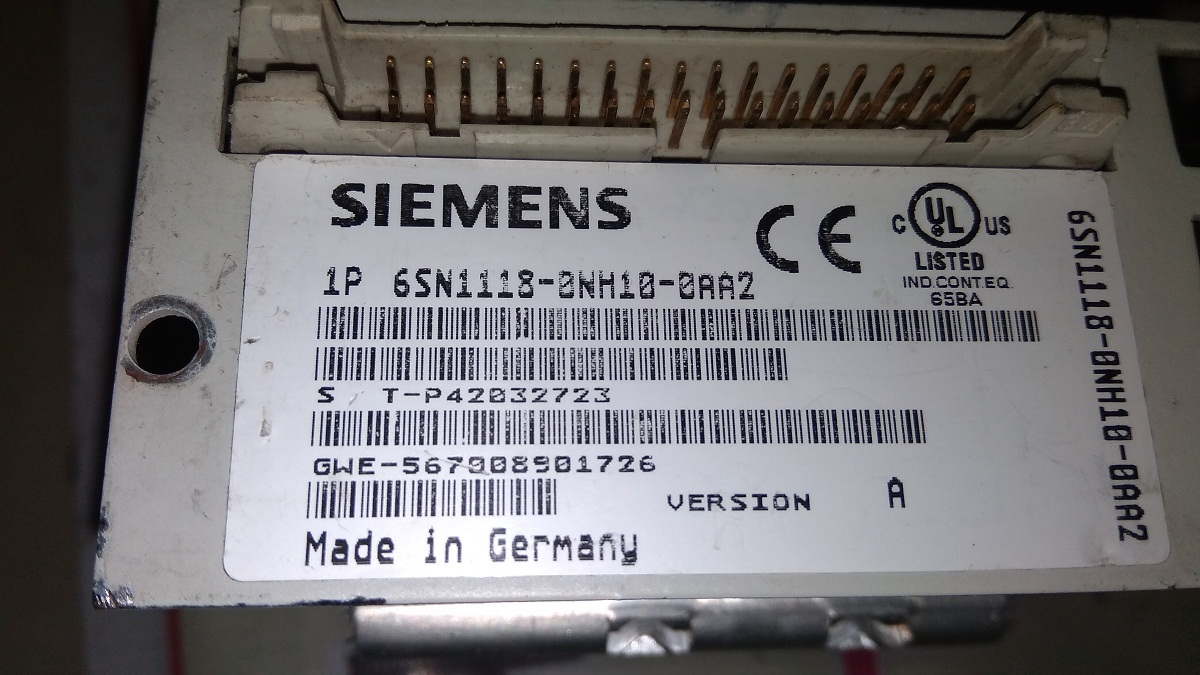 SIEMENS
CE
C UL US
LISTED
IND.CONT.EQ.
65BA
1P 6SN1118-0NH10-0AA2
S T-P42032723
GWE-567008901726
VERSION A
Made in Germany
6SN1118-0NH10-0AA2